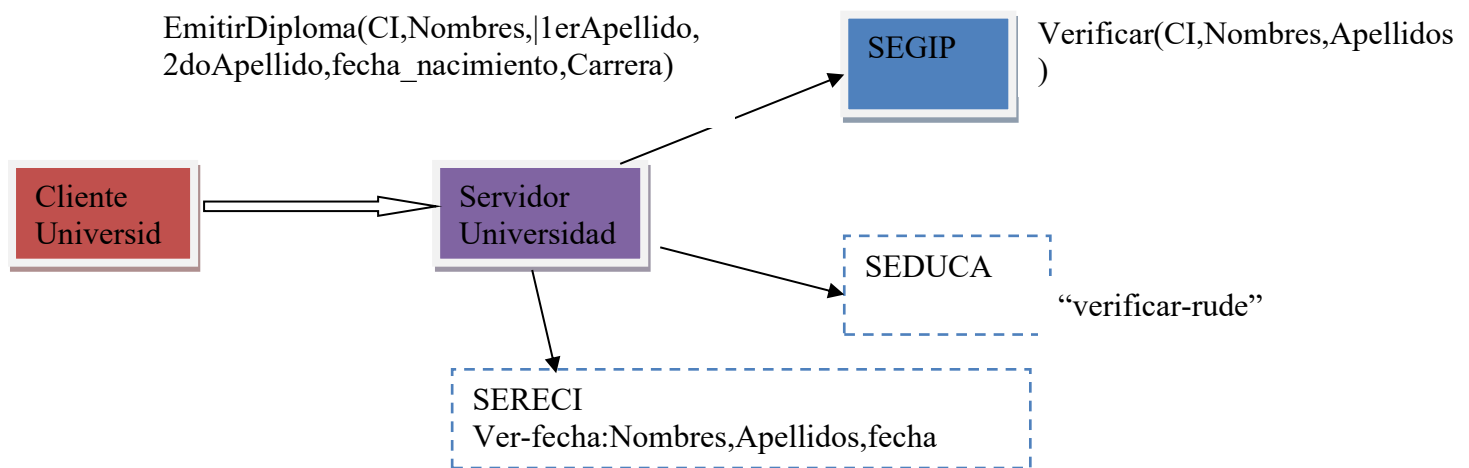 EmitirDiploma(CI,Nombres,|1erApellido,
2doApellido,fecha_nacimiento,Carrera)
SEGIP
Verificar(CI,Nombres,Apellidos
)
Cliente
Universid
Servidor
Universidad
SEDUCA
“verificar-rude”
SERECI
Ver-fecha:Nombres,Apellidos,fecha